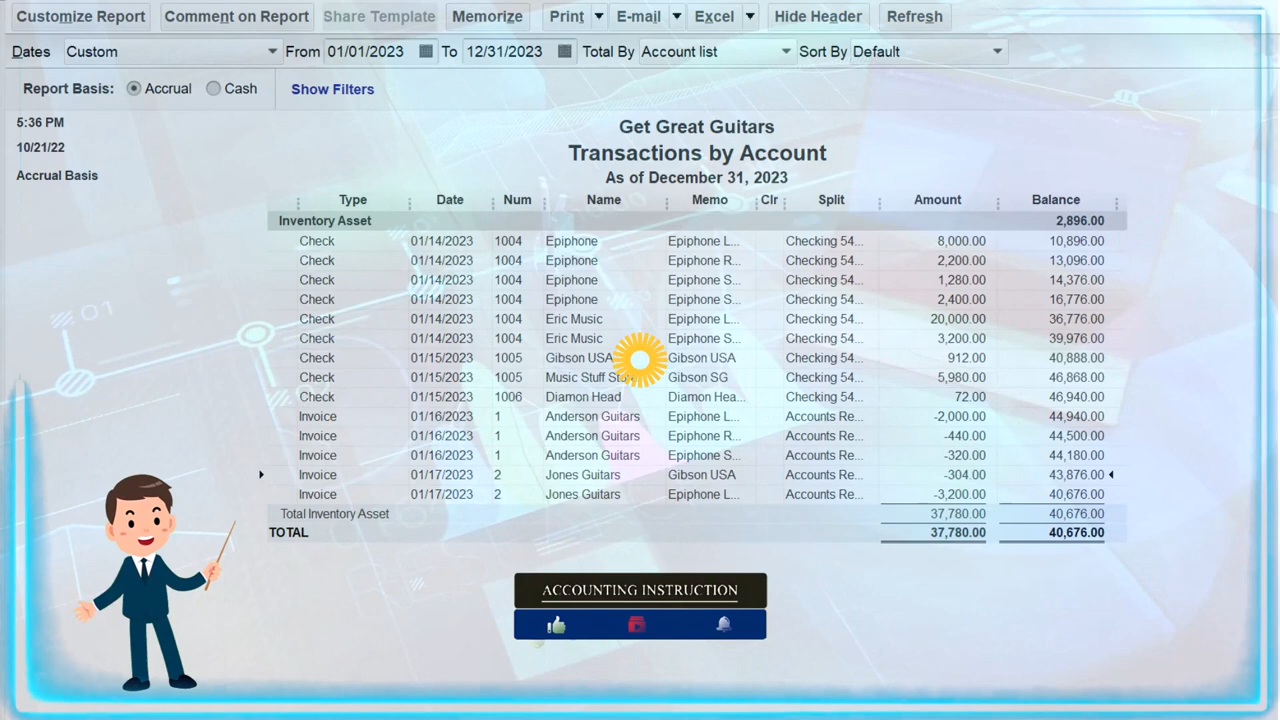 Customize Report Comment on Report Share Template Memorize Print E-mail Excel Hide Header Refresh
Dates Custom From 01/01/2023 To 12/31/2023 Total By Account list Sort By Default
Report Basis: Accrual Cash Show Filters
5:36 PM
10/21/22
Accrual Basis
Get Great Guitars
Transactions by Account
As of December 31, 2023
Type Date Num Name Memo Clr Split Amount Balance
Inventory Asset 2,896.00
Check 01/14/2023 1004 Epiphone Epiphone L... Checking 54... 8,000.00 10,896.00
Check 01/14/2023 1004 Epiphone Epiphone R... Checking 54... 2,200.00 13,096.00
Check 01/14/2023 1004 Epiphone Epiphone S... Checking 54... 1,280.00 14,376.00
Check 01/14/2023 1004 Epiphone Epiphone S... Checking 54... 2,400.00 16,776.00
Check 01/14/2023 1004 Eric Music Epiphone L... Checking 54... 20,000.00 36,776.00
Check 01/14/2023 1004 Eric Music Epiphone S... Checking 54... 3,200.00 39,976.00
Check 01/15/2023 1005 Gibson USA Gibson USA Checking 54... 912.00 40,888.00
Check 01/15/2023 1005 Music Stuff Gibson SG Checking 54... 5,980.00 46,868.00
Check 01/15/2023 1006 Diamon Head Diamon Hea... Checking 54... 72.00 46,940.00
Invoice 01/16/2023 1 Anderson Guitars Epiphone L... Accounts Re... -2,000.00 44,940.00
Invoice 01/16/2023 1 Anderson Guitars Epiphone R... Accounts Re... -440.00 44,500.00
Invoice 01/16/2023 1 Anderson Guitars Epiphone S... Accounts Re... -320.00 44,180.00
Invoice 01/17/2023 2 Jones Guitars Gibson USA Accounts Re... -304.00 43,876.00
Invoice 01/17/2023 2 Jones Guitars Epiphone L... Accounts Re... -3,200.00 40,676.00
Total Inventory Asset 37,780.00 40,676.00
TOTAL 37,780.00 40,676.00
01
ACCOUNTING INSTRUCTION